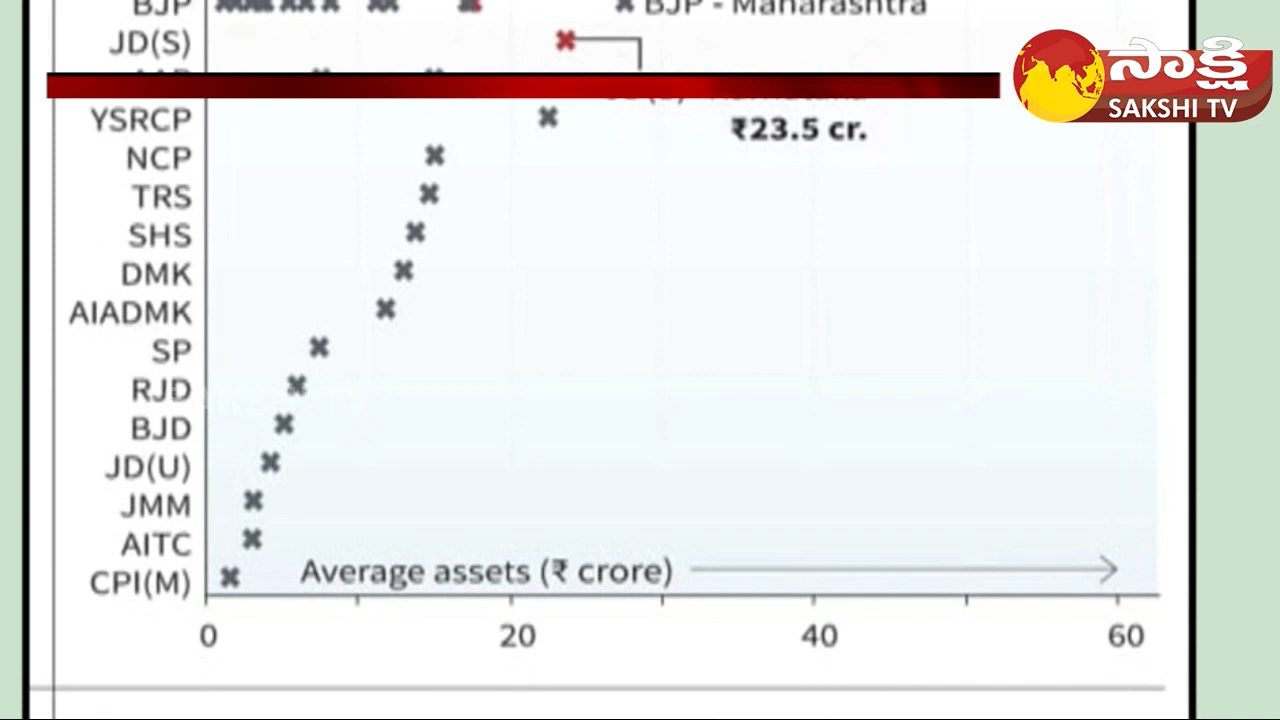 BJP
BJP - Maharashtra
JD(S)
సాక్షి
SAKSHI TV
YSRCP
₹23.5 cr.
NCP
TRS
SHS
DMK
AIADMK
SP
RJD
BJD
JD(U)
JMM
AITC
CPI(M)
Average assets (₹ crore)
0 20 40 60